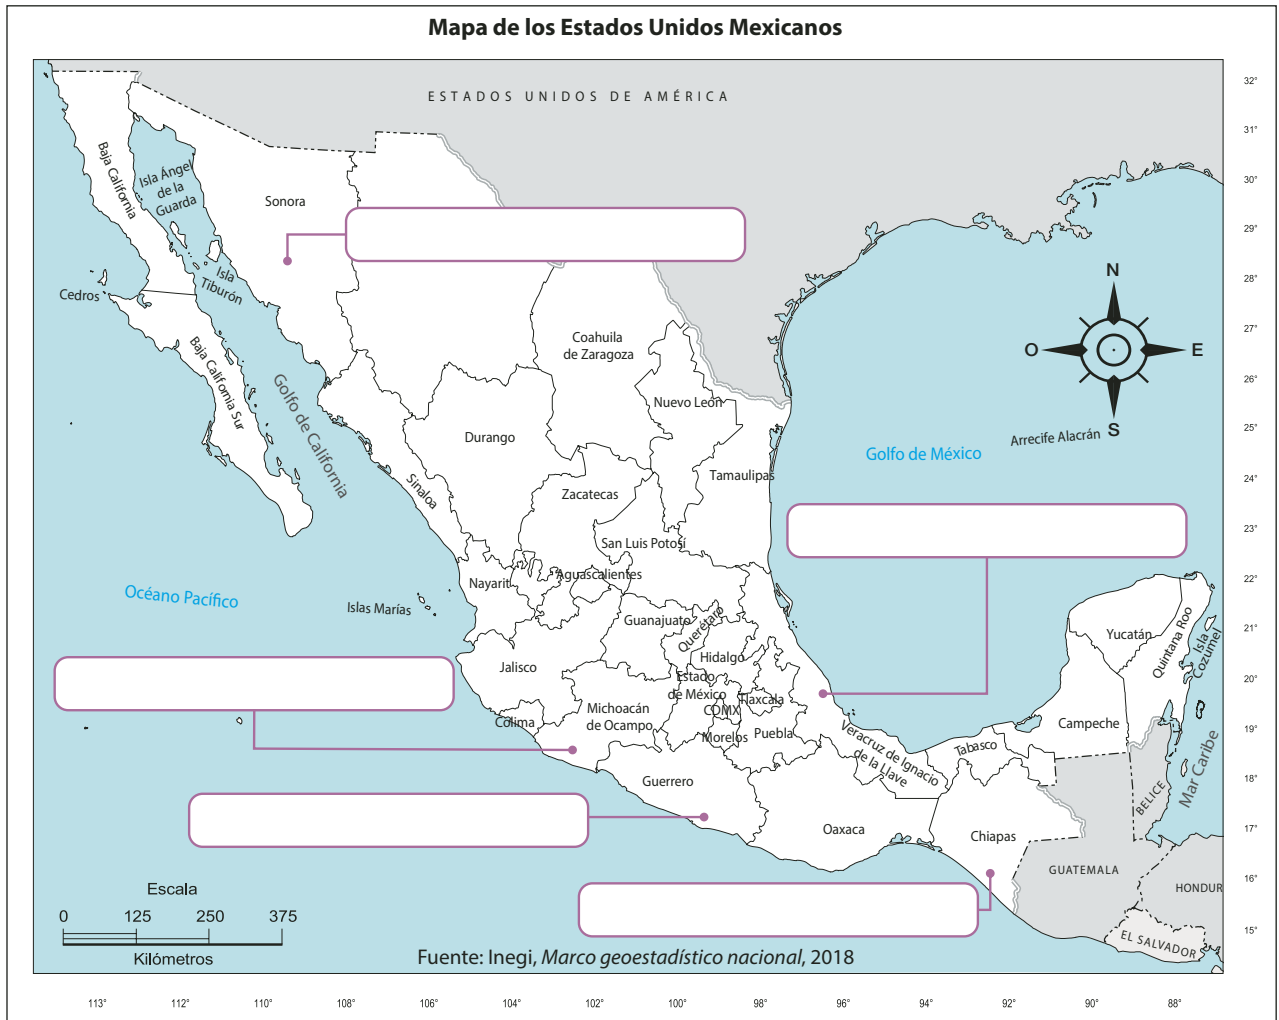 Mapa de los Estados Unidos Mexicanos
ESTADOS UNIDOS DE AMÉRICA
32°
31°
30°
29°
28°
27°
26°
25°
24°
23°
22°
21°
20°
19°
18°
17°
16°
15°
Baja California
Isla Ángel
de la
Guarda
Sonora
Isla
Tiburón
Cedros
Baja California Sur
Golfo de California
Coahuila
de Zaragoza
Nuevo León
Durango
Sinaloa
Tamaulipas
Zacatecas
San Luis Potosí
N
O
E
S
Arrecife Alacrán
Golfo de México
Océano Pacífico
Islas Marías
Nayarit
Aguascalientes
Guanajuato
Querétaro
Hidalgo
Jalisco
Estado
de México
Tlaxcala
CDMX
Colima
Michoacán
de Ocampo
Morelos
Puebla
Veracruz de Ignacio
de la Llave
Guerrero
Oaxaca
Tabasco
Chiapas
Campeche
Yucatán
Quintana Roo
Isla
Cozumel
Mar Caribe
BELICE
GUATEMALA
HONDUR
EL SALVADOR
Escala
0 125 250 375
Kilómetros
Fuente: Inegi, Marco geoestadístico nacional, 2018
113° 112° 110° 108° 106° 104° 102° 100° 98° 96° 94° 92° 90° 88°